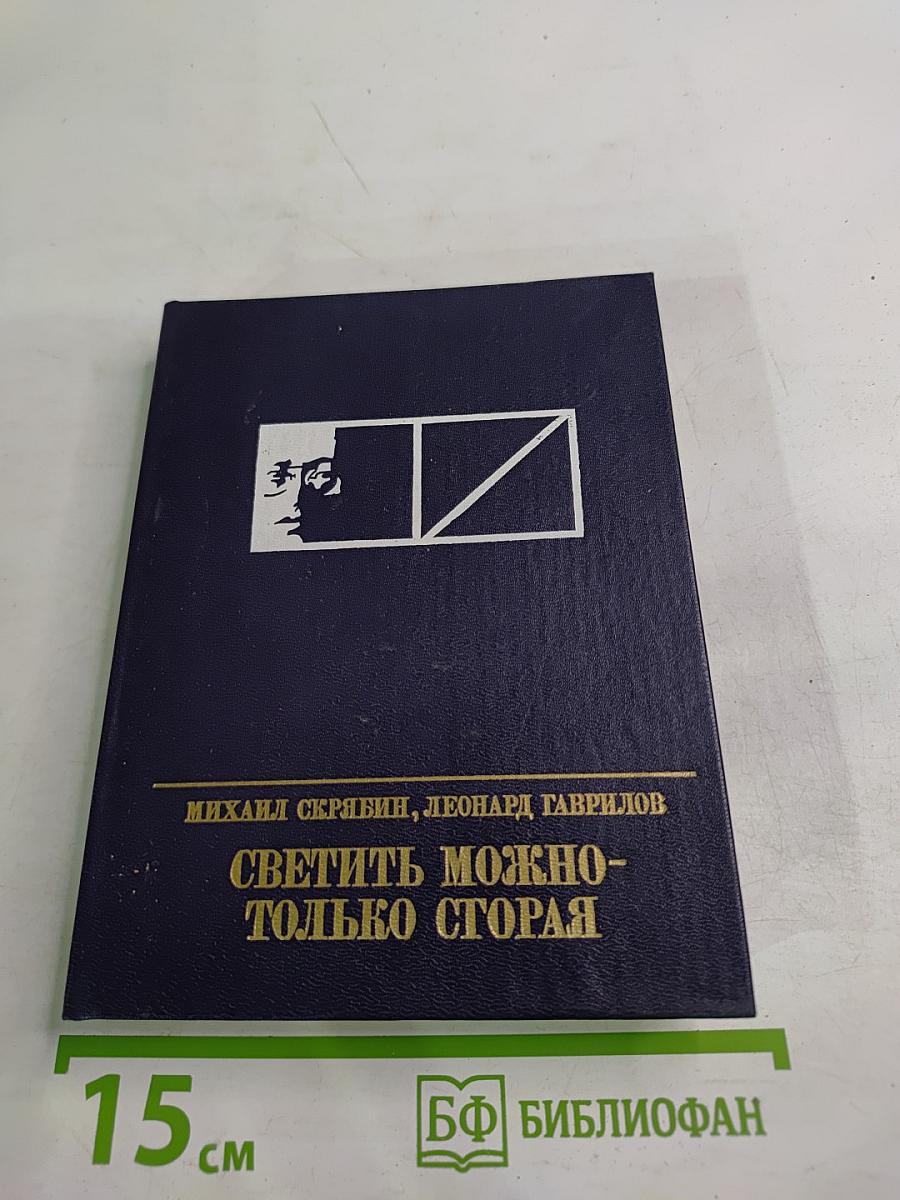 МИХАИЛ СКРЯБИН, ЛЕОНАРД ГАВРИЛОВ
СВЕТИТЬ МОЖНО-
ТОЛЬКО СГОРАЯ
15 см
БФ БИБЛИОФАН